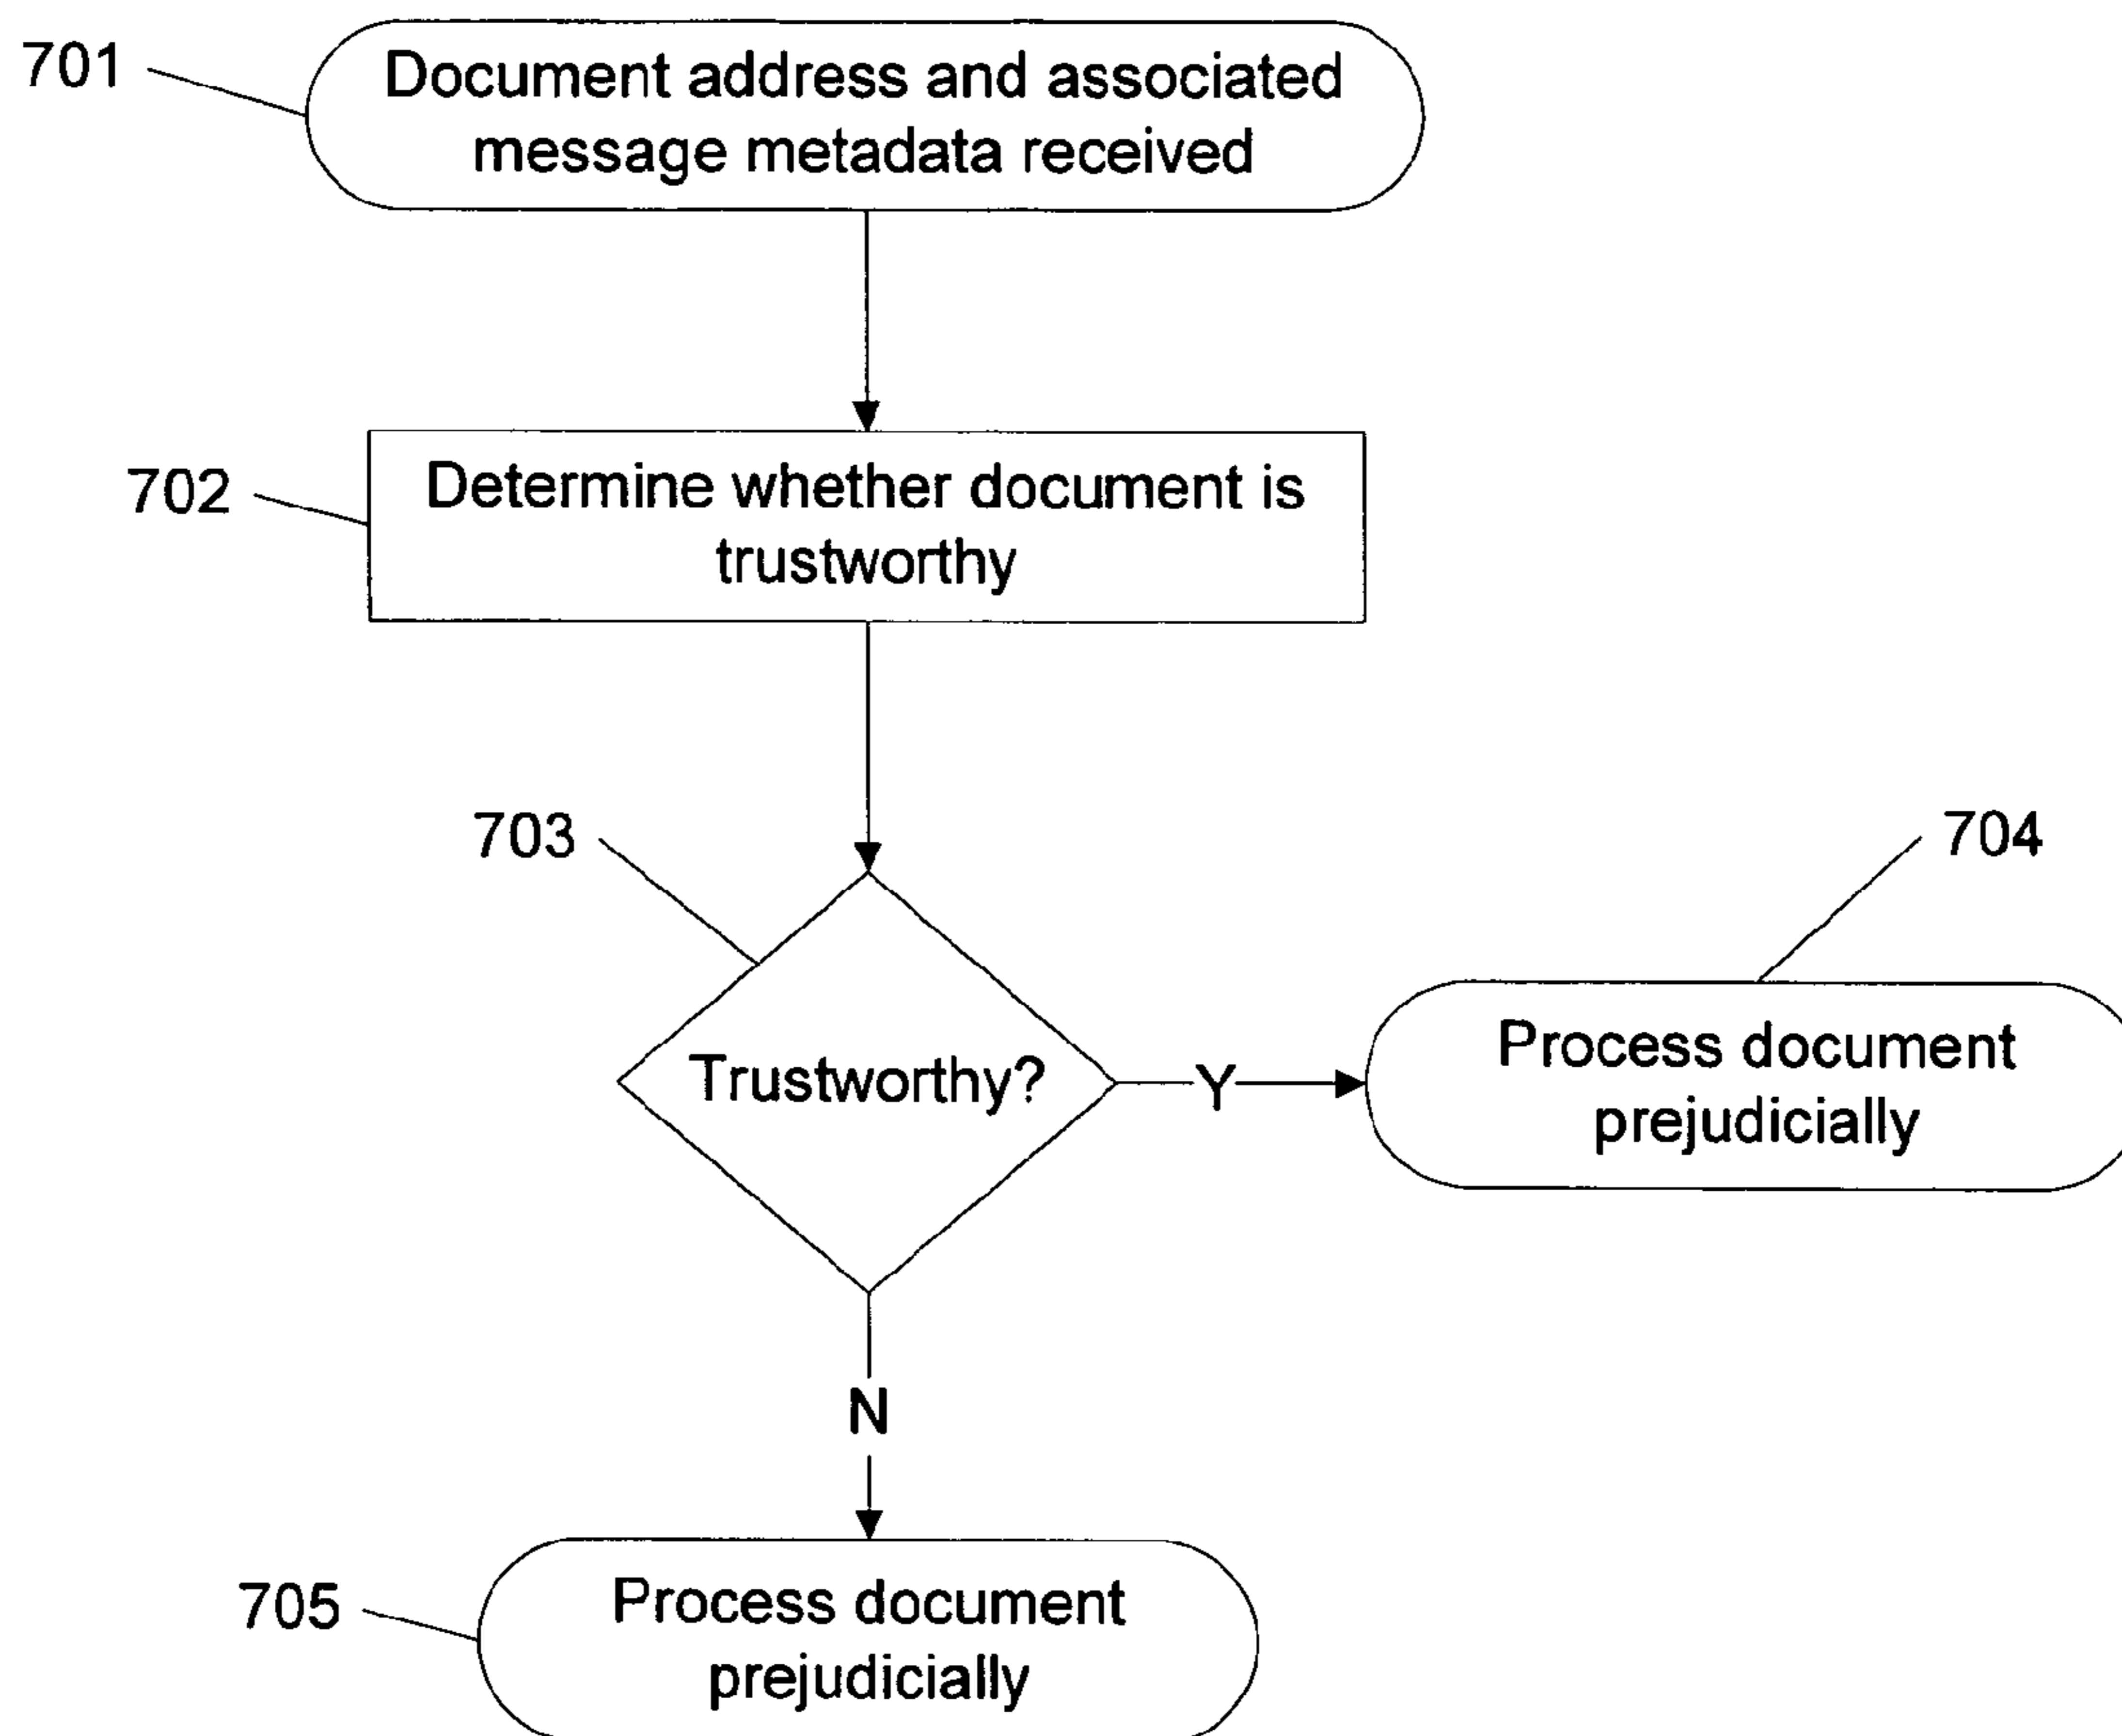 701
Document address and associated
message metadata received
702
Determine whether document is
trustworthy
703
704
Trustworthy?
Y
Process document
prejudicially
N
705
Process document
prejudicially